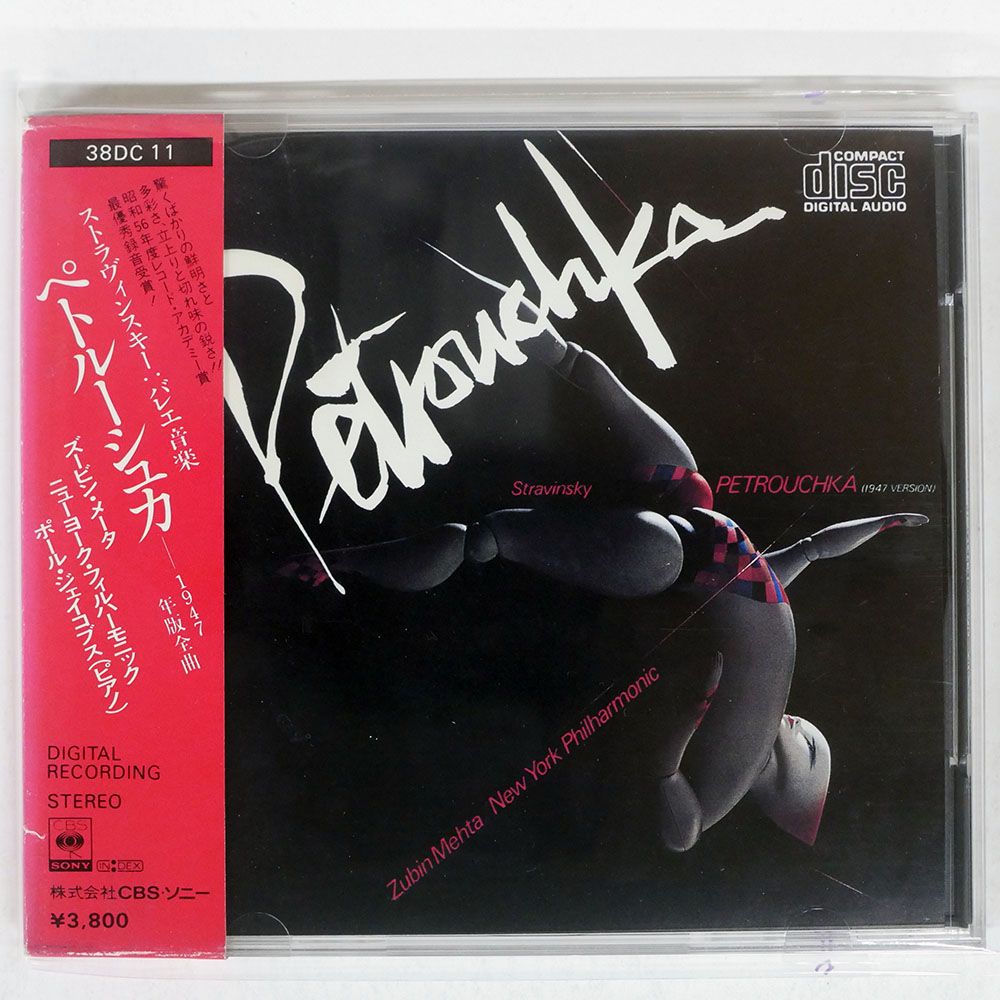 38DC 11
驚くばかりの鮮明さと
多彩さ、立上りと切れ味の鋭さ!!
昭和56年度レコード・アカデミー賞
最優秀録音受賞!
ストラヴィンスキー:バレエ音楽
ペトルーシュカ—1947年版全曲
ズービン・メータ
ニューヨーク・フィルハーモニック
ポール・ジェイコブス(ピアノ)
DIGITAL
RECORDING
STEREO
CBS
SONY
INDEX
株式会社CBS・ソニー
¥3,800
Petrouchka
COMPACT
disc
DIGITAL AUDIO
Stravinsky
PETROUCHKA (1947 VERSION)
Zubin Mehta New York Philharmonic